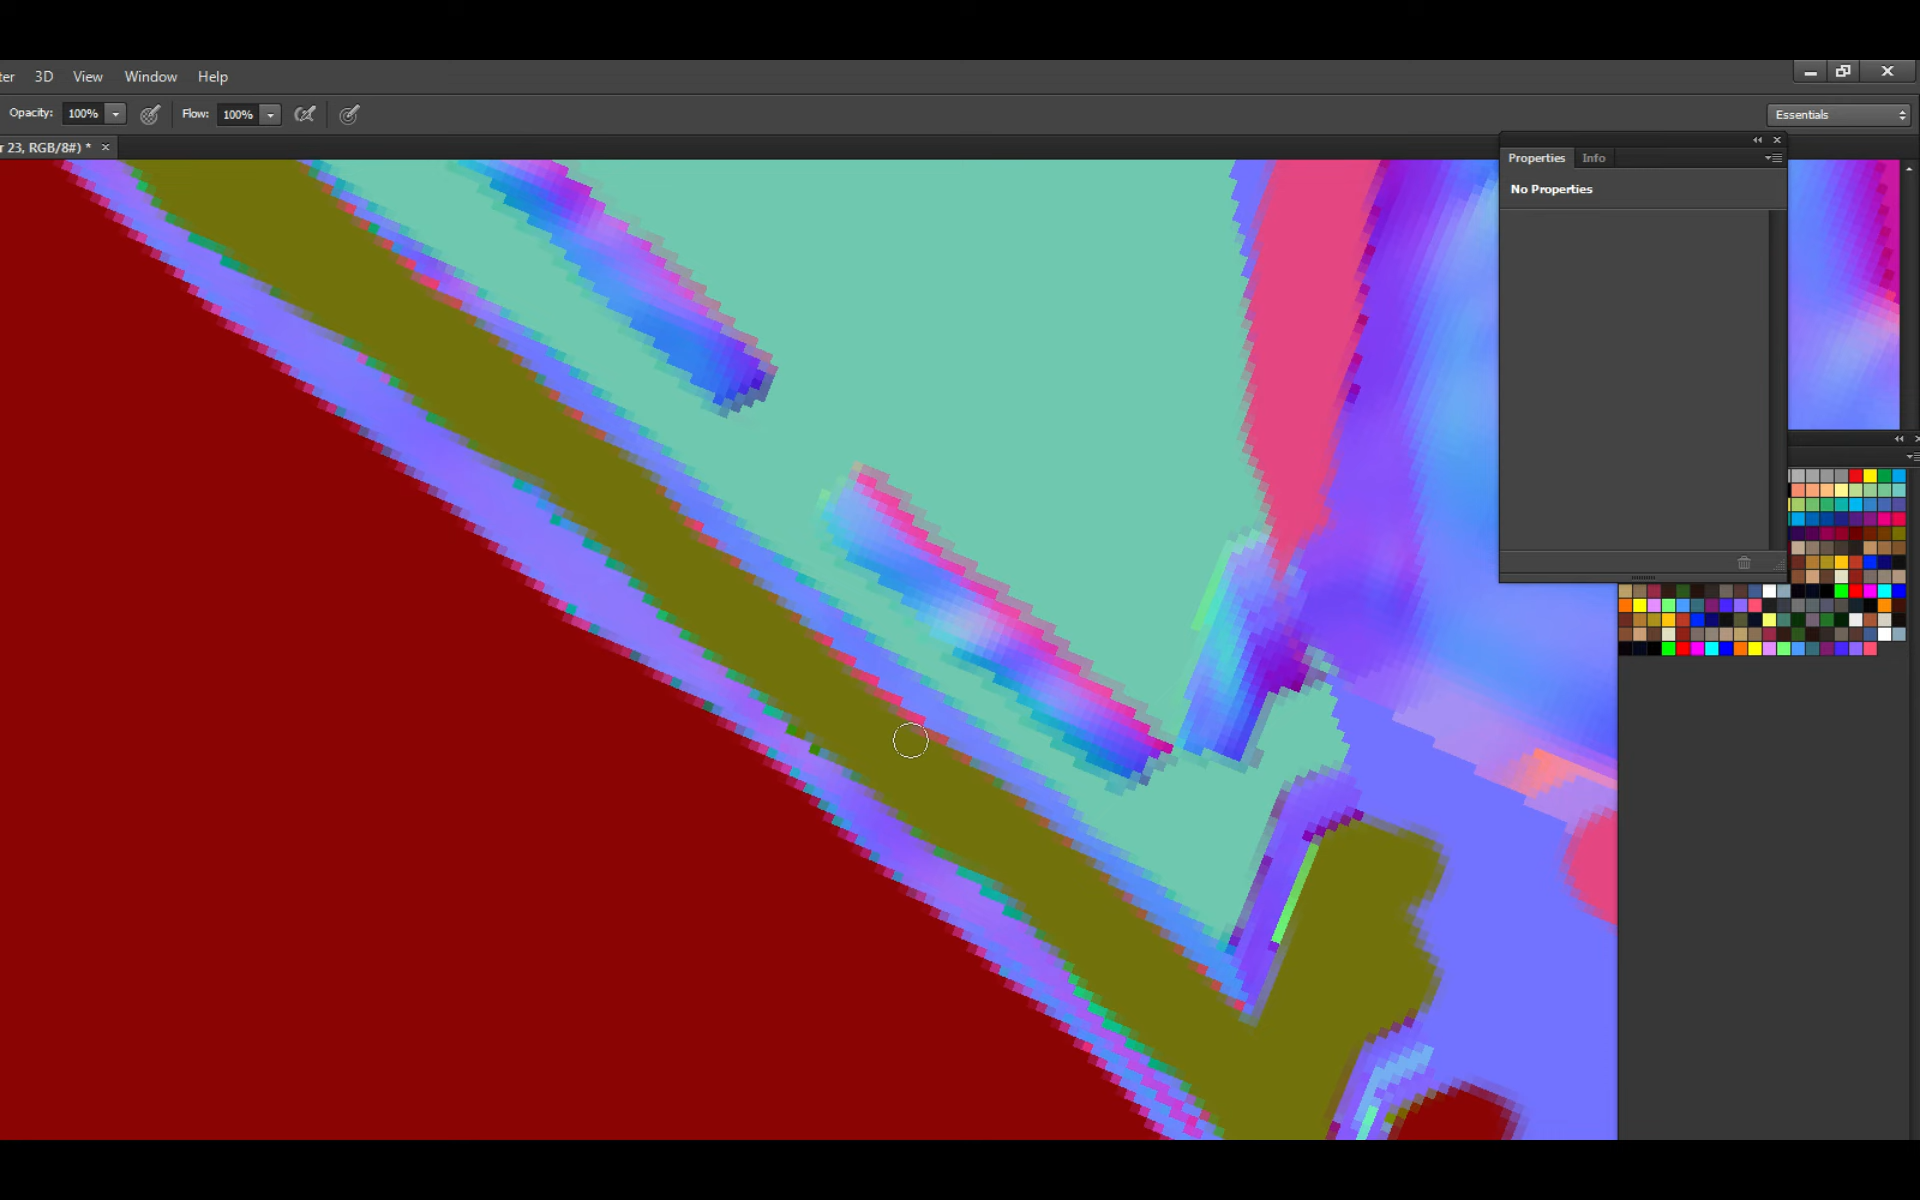 ter 3D View Window Help
Opacity: 100% Flow: 100% Essentials
r 23, RGB/8#) *
Properties Info
No Properties